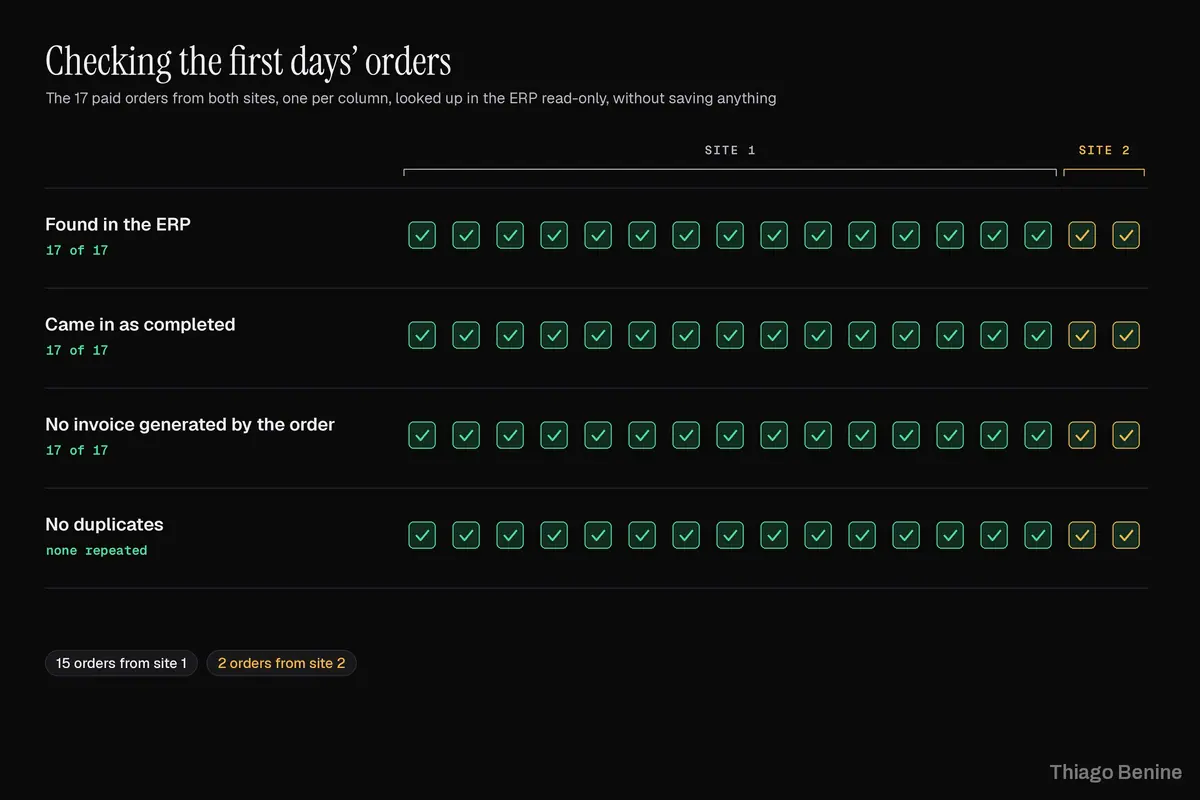 Checking the first days’ orders
The 17 paid orders from both sites, one per column, looked up in the ERP read-only, without saving anything
SITE 1
SITE 2
Found in the ERP
17 of 17
Came in as completed
17 of 17
No invoice generated by the order
17 of 17
No duplicates
none repeated
15 orders from site 1
2 orders from site 2
Thiago Benine